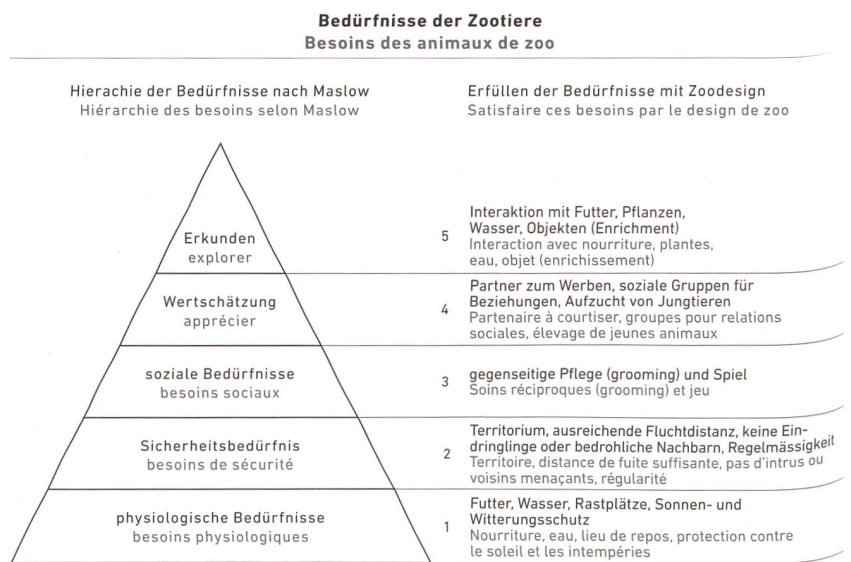 Bedürfnisse der Zootiere
Besoins des animaux de zoo
Hierachie der Bedürfnisse nach Maslow
Hiérarchie des besoins selon Maslow
Erfüllen der Bedürfnisse mit Zoodesign
Satisfaire ces besoins par le design de zoo
Erkunden
explorer
5
Interaktion mit Futter, Pflanzen,
Wasser, Objekten (Enrichment)
Interaction avec nourriture, plantes,
eau, objet (enrichissement)
Wertschätzung
apprécier
4
Partner zum Werben, soziale Gruppen für
Beziehungen, Aufzucht von Jungtieren
Partenaire à courtiser, groupes pour relations
sociales, élevage de jeunes animaux
soziale Bedürfnisse
besoins sociaux
3
gegenseitige Pflege (grooming) und Spiel
Soins réciproques (grooming) et jeu
Sicherheitsbedürfnis
besoins de sécurité
2
Territorium, ausreichende Fluchtdistanz, keine Ein-
dringlinge oder bedrohliche Nachbarn, Regelmässigkeit
Territoire, distance de fuite suffisante, pas d'intrus ou
voisins menaçants, régularité
physiologische Bedürfnisse
besoins physiologiques
1
Futter, Wasser, Rastplätze, Sonnen- und
Witterungsschutz
Nourriture, eau, lieu de repos, protection contre
le soleil et les intempéries